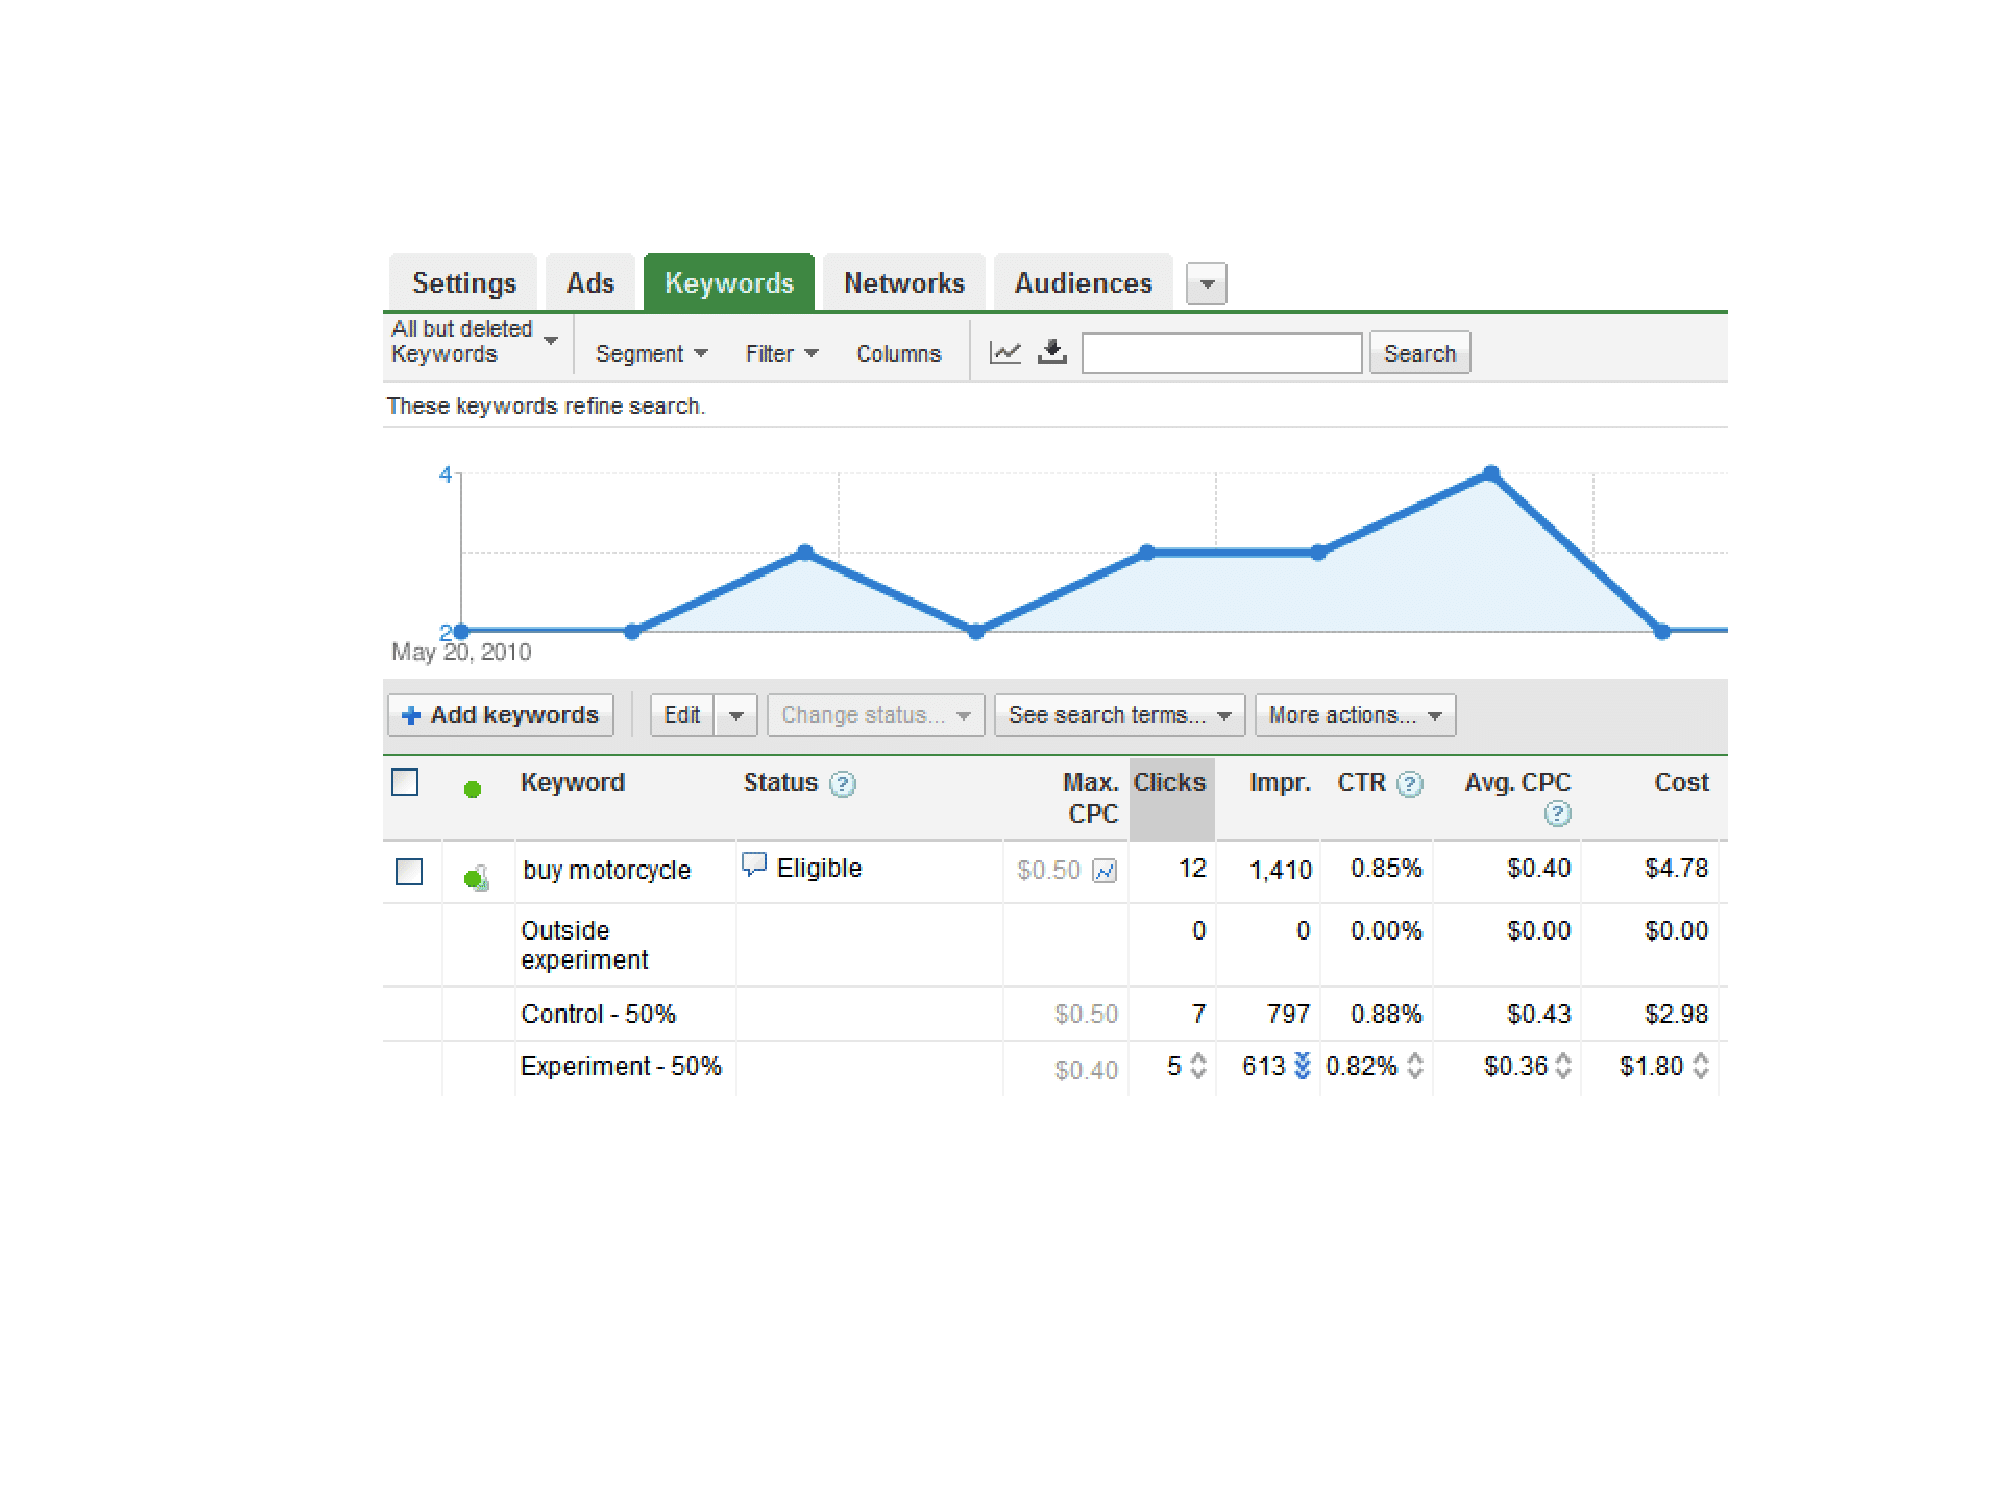 Settings Ads Keywords Networks Audiences
All but deleted
Keywords Segment Filter Columns Search
These keywords refine search.
4
2
May 20, 2010
Add keywords Edit Change status... See search terms... More actions...
Keyword Status ? Max. CPC Clicks Impr. CTR ? Avg. CPC ? Cost
buy motorcycle Eligible $0.50 12 1,410 0.85% $0.40 $4.78
Outside experiment 0 0 0.00% $0.00 $0.00
Control - 50% $0.50 7 797 0.88% $0.43 $2.98
Experiment - 50% $0.40 5 613 0.82% $0.36 $1.80